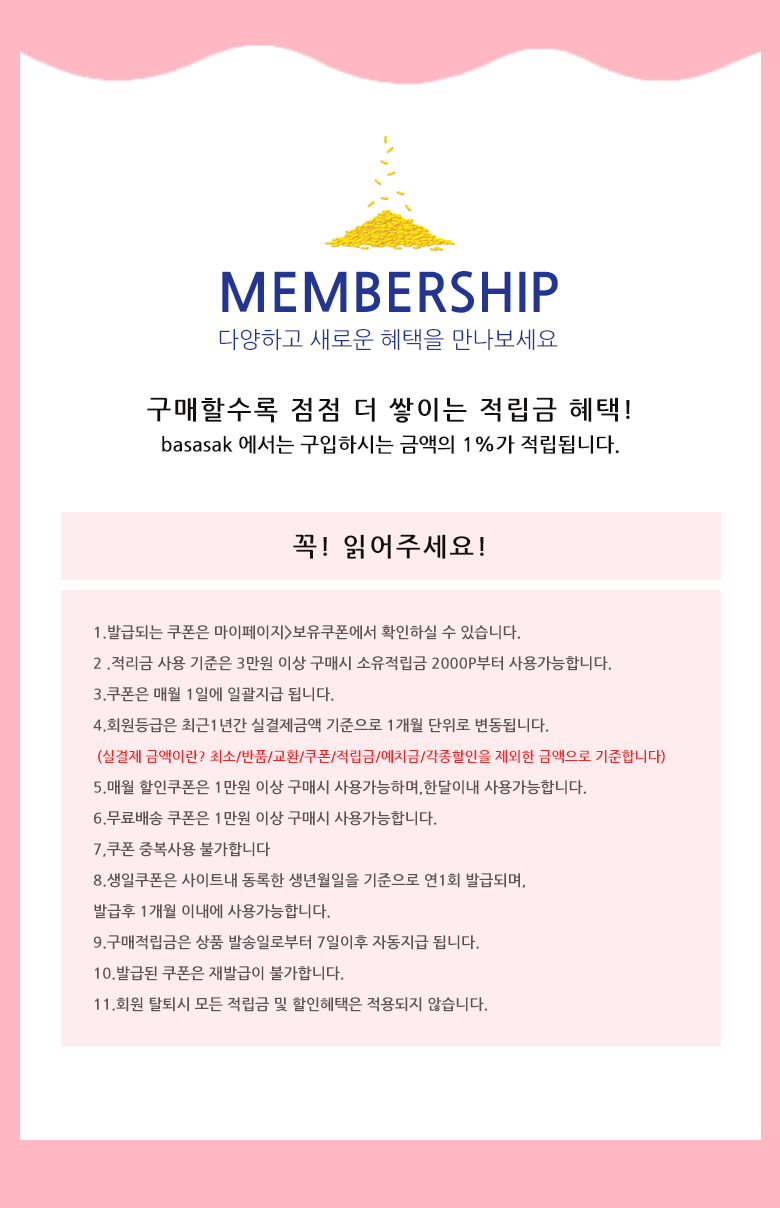 MEMBERSHIP
다양하고 새로운 혜택을 만나보세요
구매할수록 점점 더 쌓이는 적립금 혜택!
basasak 에서는 구입하시는 금액의 1%가 적립됩니다.
꼭! 읽어주세요!
1.발급되는 쿠폰은 마이페이지>보유쿠폰에서 확인하실 수 있습니다.
2 .적리금 사용 기준은 3만원 이상 구매시 소유적립금 2000P부터 사용가능합니다.
3.쿠폰은 매월 1일에 일괄지급 됩니다.
4.회원등급은 최근1년간 실결제금액 기준으로 1개월 단위로 변동됩니다.
(실결제 금액이란? 최소/반품/교환/쿠폰/적립금/예치금/각종할인을 제외한 금액으로 기준합니다)
5.매월 할인쿠폰은 1만원 이상 구매시 사용가능하며,한달이내 사용가능합니다.
6.무료배송 쿠폰은 1만원 이상 구매시 사용가능합니다.
7,쿠폰 중복사용 불가합니다
8.생일쿠폰은 사이트내 동록한 생년월일을 기준으로 연1회 발급되며,
발급후 1개월 이내에 사용가능합니다.
9.구매적립금은 상품 발송일로부터 7일이후 자동지급 됩니다.
10.발급된 쿠폰은 재발급이 불가합니다.
11.회원 탈퇴시 모든 적립금 및 할인혜택은 적용되지 않습니다.